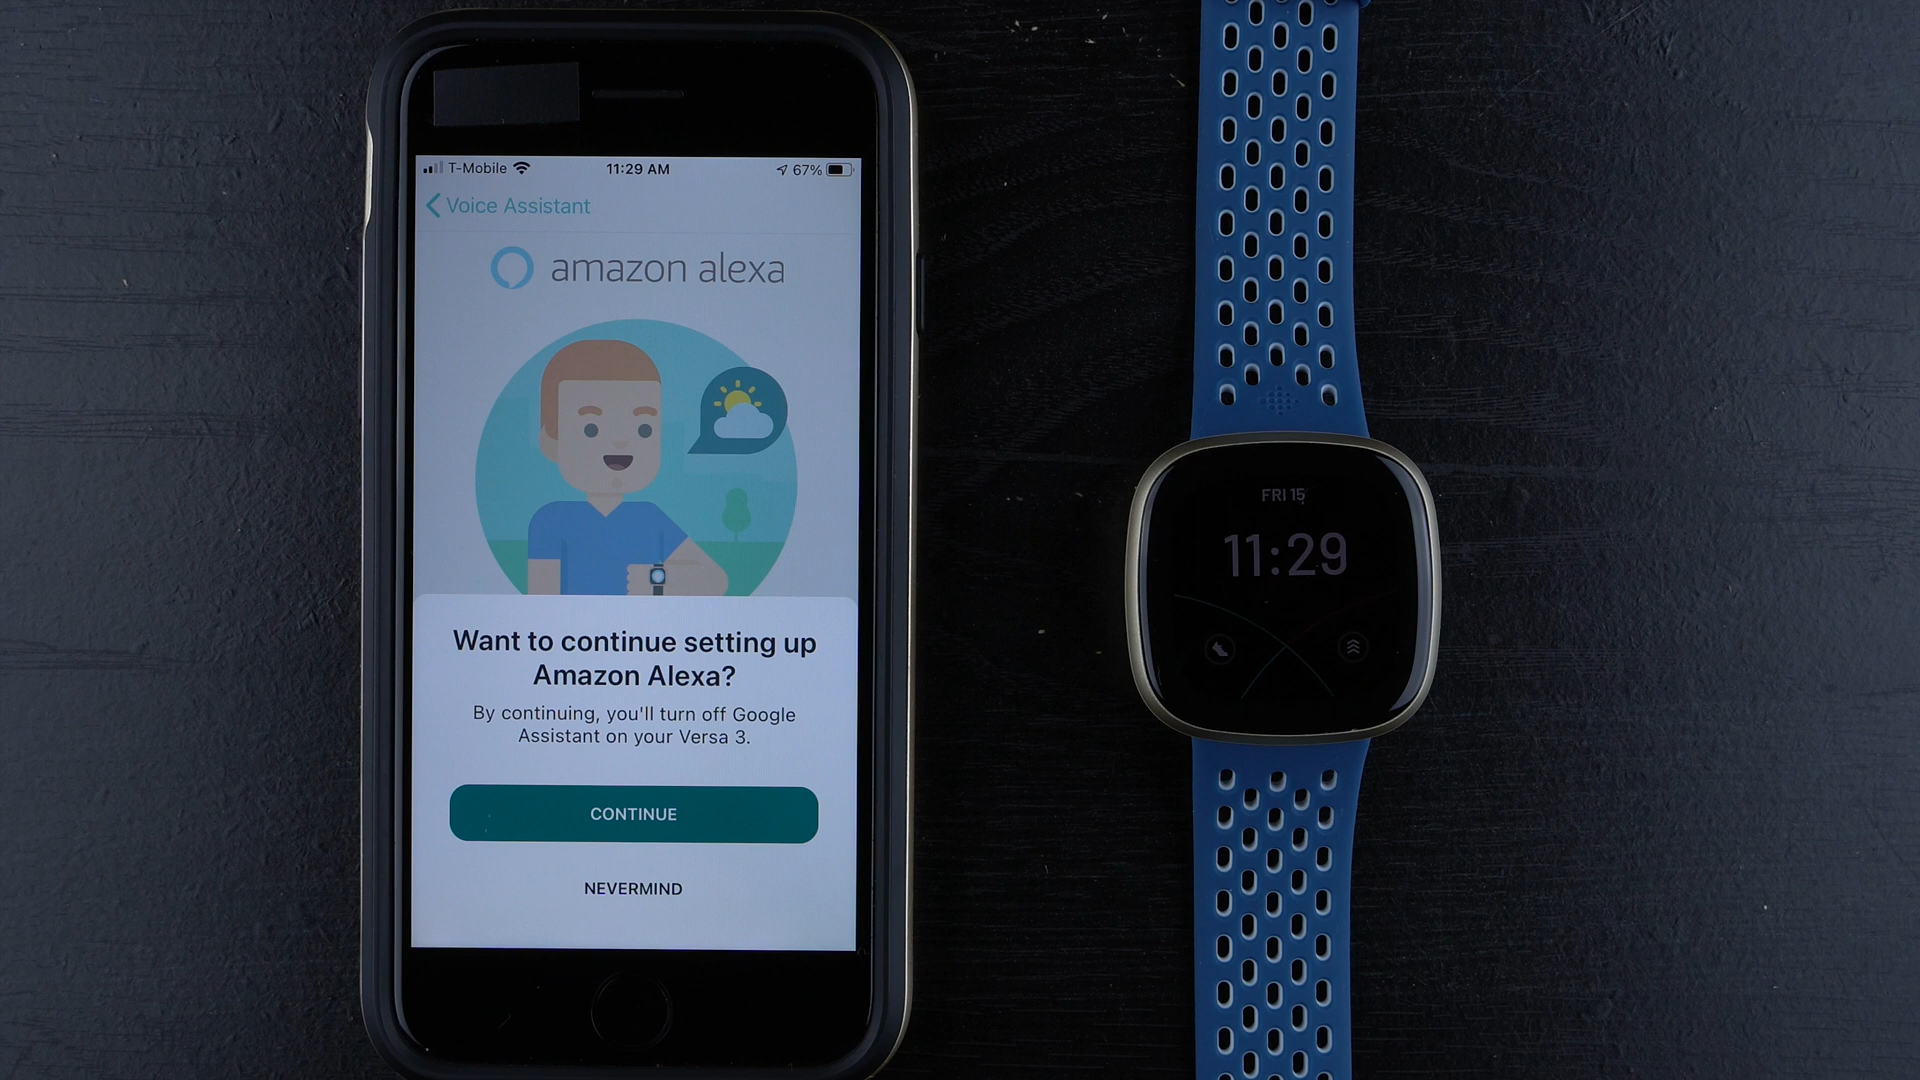 T-Mobile 11:29 AM 67%
Voice Assistant
amazon alexa
Want to continue setting up
Amazon Alexa?
By continuing, you'll turn off Google
Assistant on your Versa 3.
CONTINUE
NEVERMIND
FRI 15
11:29